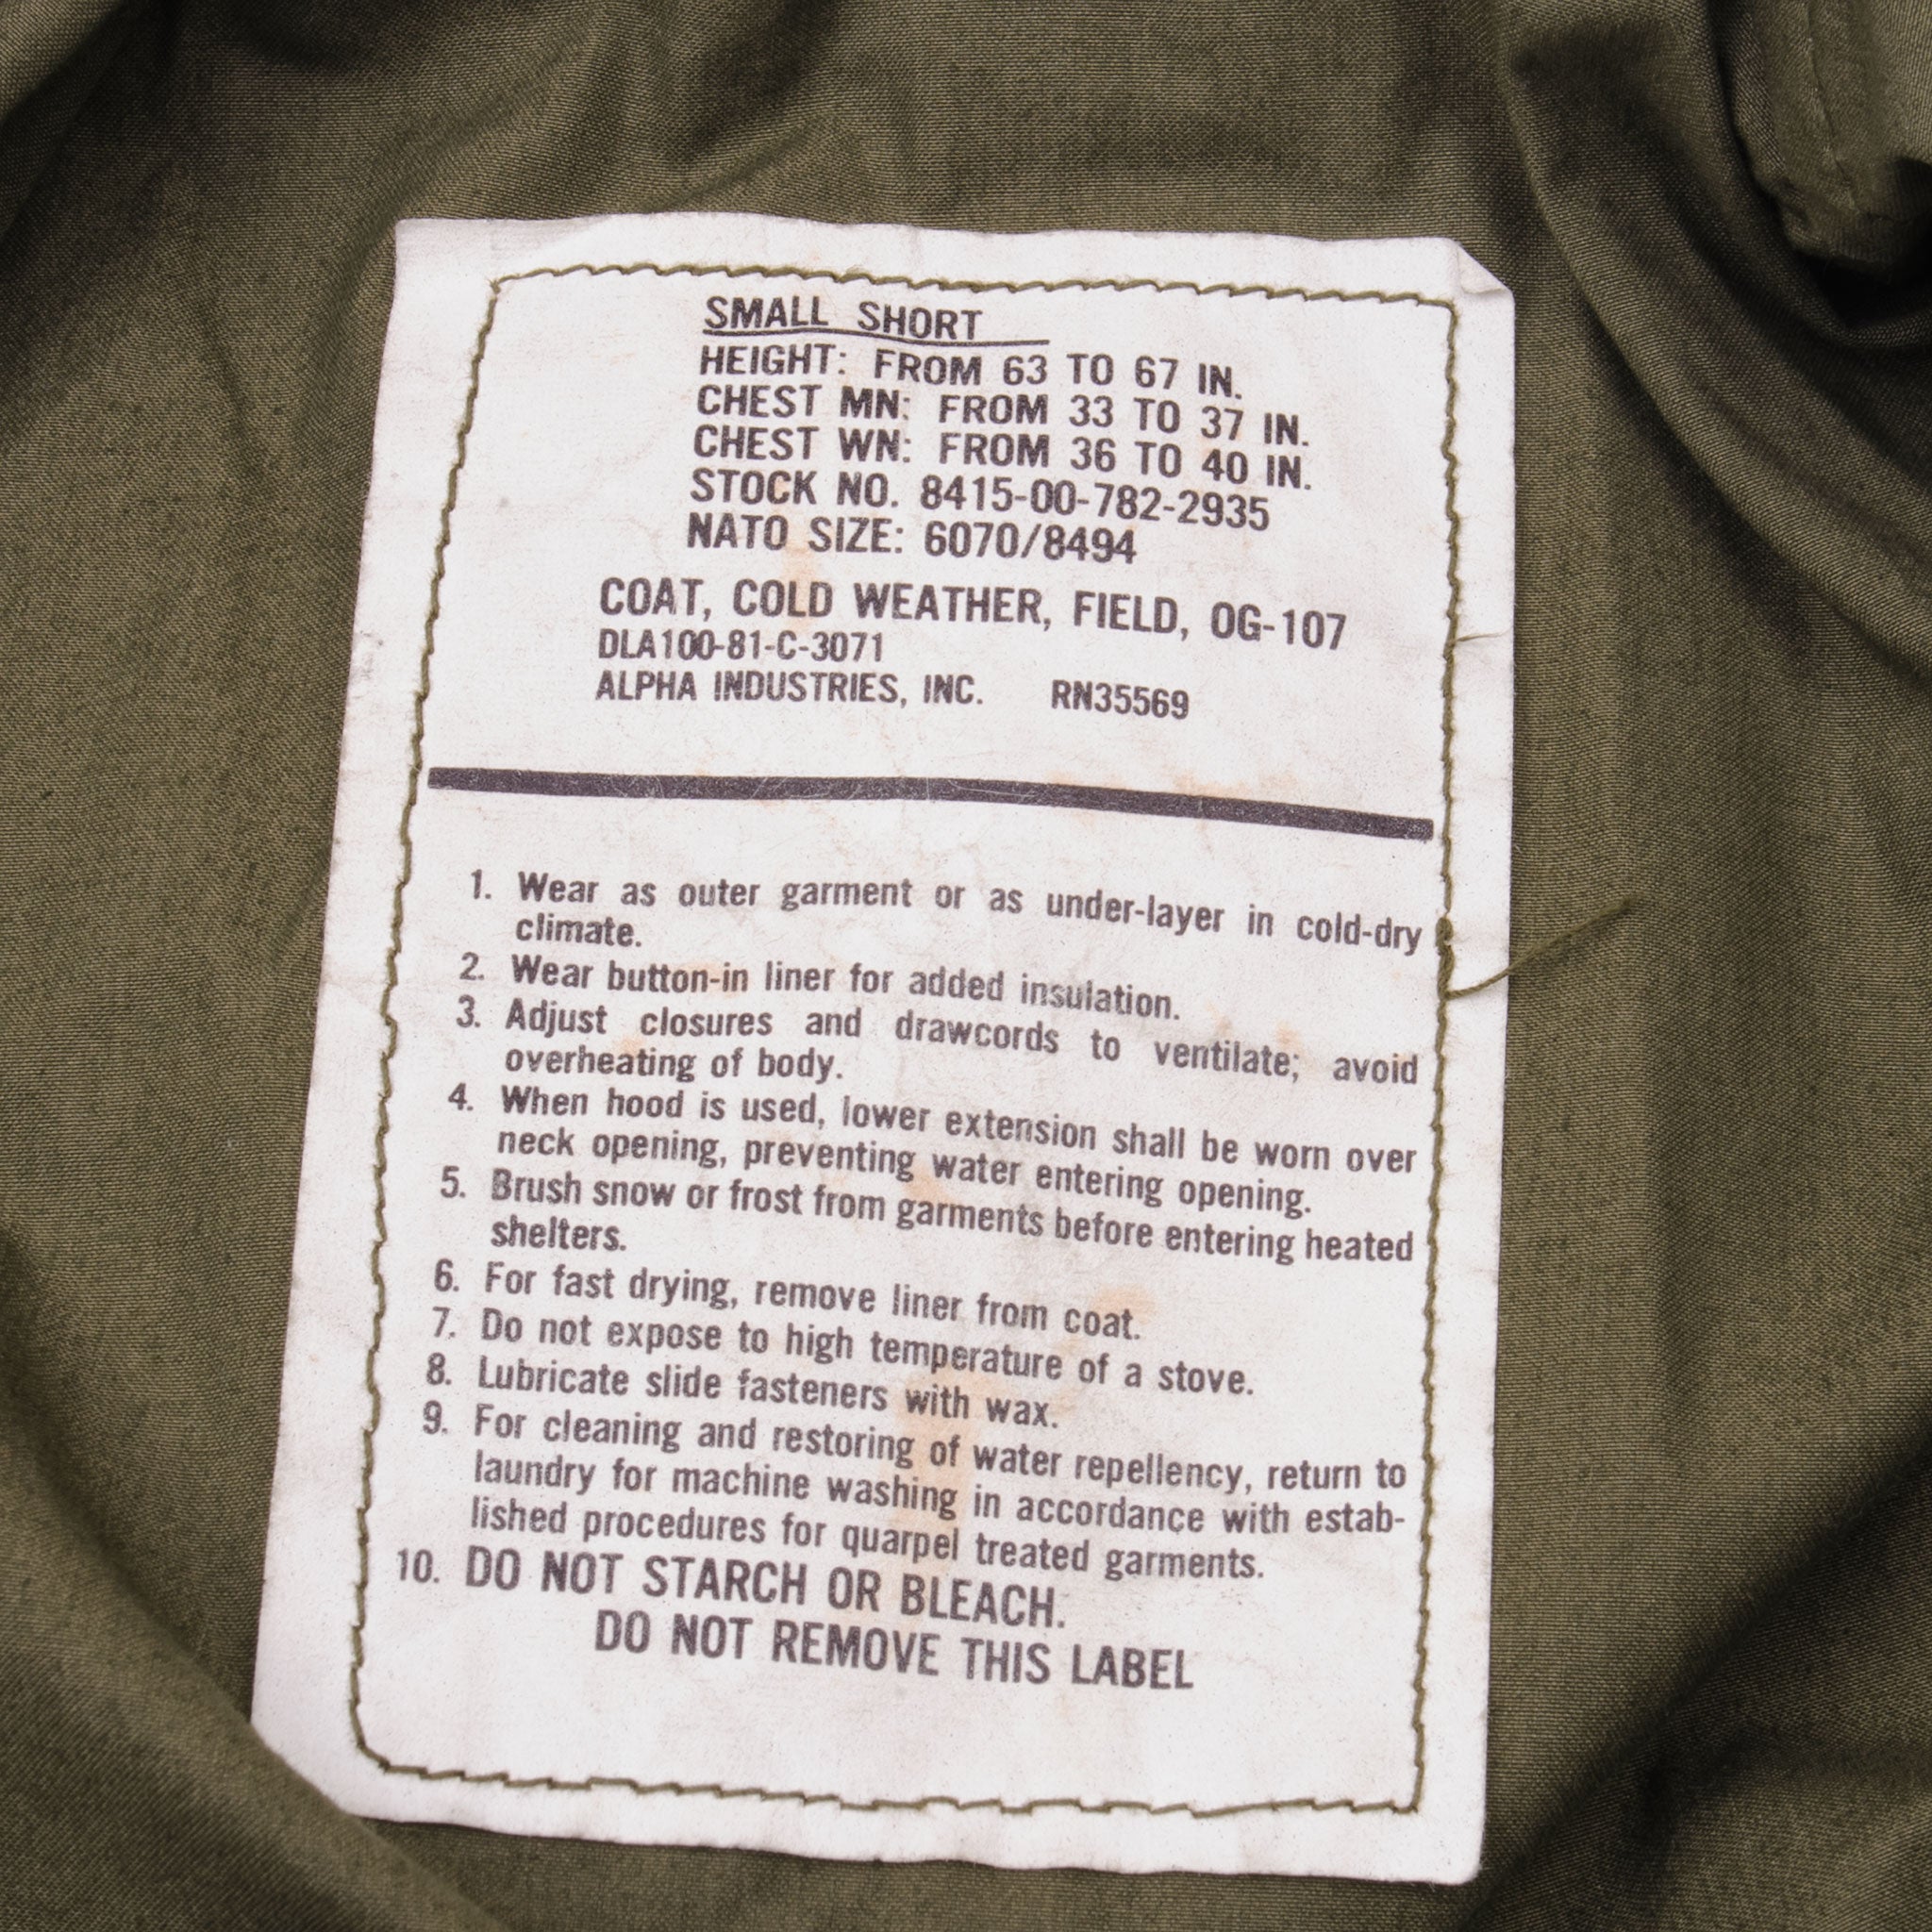 SMALL SHORT
HEIGHT: FROM 63 TO 67 IN.
CHEST MN: FROM 33 TO 37 IN.
CHEST WN: FROM 36 TO 40 IN.
STOCK NO. 8415-00-782-2935
NATO SIZE: 6070/8494
COAT, COLD WEATHER, FIELD, OG-107
DLA100-81-C-3071
ALPHA INDUSTRIES, INC. RN35569
1. Wear as outer garment or as under-layer in cold-dry
climate.
2. Wear button-in liner for added insulation.
3. Adjust closures and drawcords to ventilate; avoid
overheating of body.
4. When hood is used, lower extension shall be worn over
neck opening, preventing water entering opening.
5. Brush snow or frost from garments before entering heated
shelters.
6. For fast drying, remove liner from coat.
7. Do not expose to high temperature of a stove.
8. Lubricate slide fasteners with wax.
9. For cleaning and restoring of water repellency, return to
laundry for machine washing in accordance with estab-
lished procedures for quarpel treated garments.
10. DO NOT STARCH OR BLEACH.
DO NOT REMOVE THIS LABEL